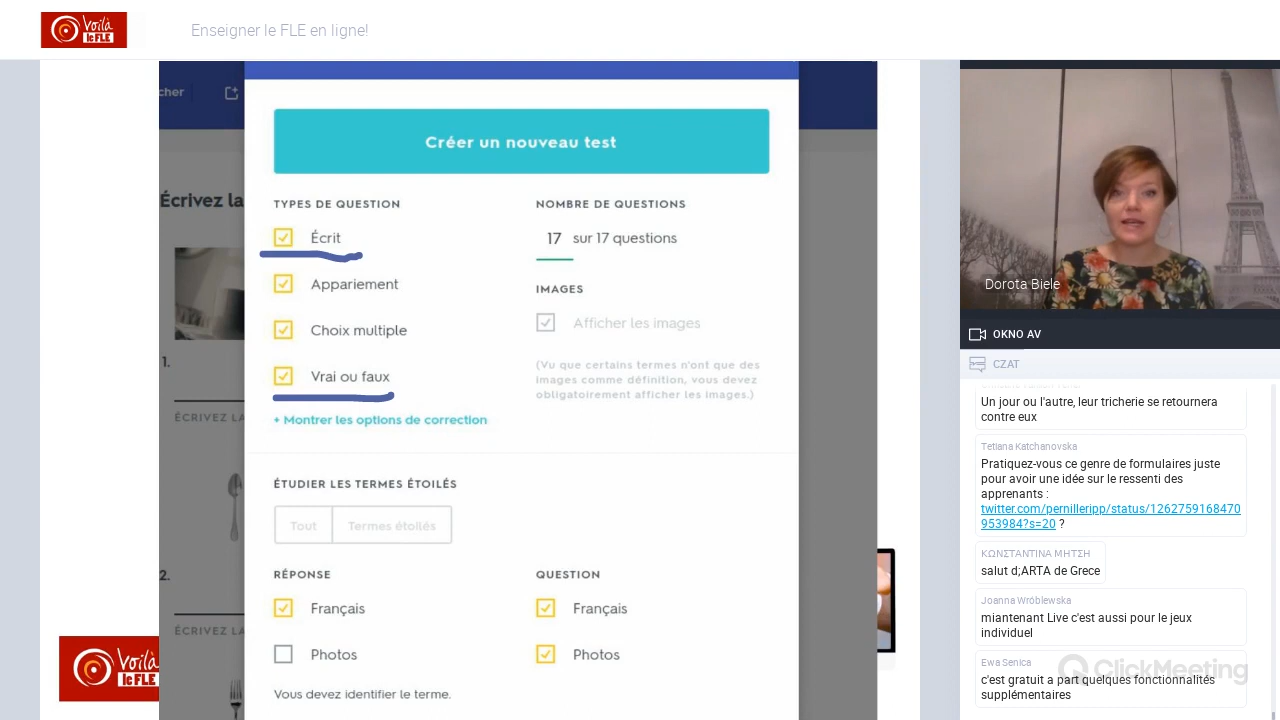 Voilà
le FLE
Enseigner le FLE en ligne!
cher
Créer un nouveau test
Écrivez la
TYPES DE QUESTION
NOMBRE DE QUESTIONS
Écrit
17 sur 17 questions
Appariement
IMAGES
Choix multiple
Afficher les images
1.
Vrai ou faux
(Vu que certains termes n'ont que des
images comme définition, vous devez
obligatoirement afficher les images.)
ÉCRIVEZ LA
+ Montrer les options de correction
ÉTUDIER LES TERMES ÉTOILÉS
Tout
Termes étoilés
2.
RÉPONSE
QUESTION
Français
Français
ÉCRIVEZ LA
Photos
Photos
Vous devez identifier le terme.
Voilà
le FLE
Dorota Biele
OKNO AV
CZAT
Un jour ou l'autre, leur tricherie se retournera
contre eux
Tetiana Katchanovska
Pratiquez-vous ce genre de formulaires juste
pour avoir une idée sur le ressenti des
apprenants :
twitter.com/pernilleripp/status/1262759168470
953984?s=20 ?
ΚΩΝΣΤΑΝΤΙΝΑ ΜΗΤΣΗ
salut d;ARTA de Grece
Joanna Wróblewska
miantenant Live c'est aussi pour le jeux
individuel
Ewa Senica
c'est gratuit a part quelques fonctionnalités
supplémentaires
ClickMeeting